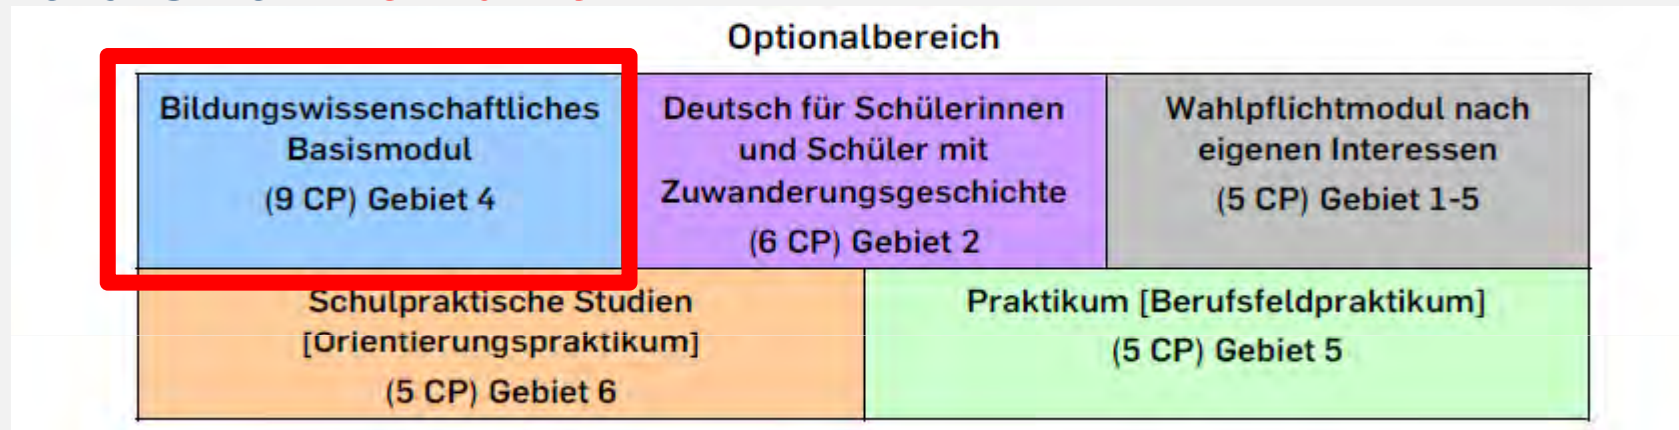 Optionalbereich
Bildungswissenschaftliches
Basismodul
(9 CP) Gebiet 4
Deutsch für Schülerinnen
und Schüler mit
Zuwanderungsgeschichte
(6 CP) Gebiet 2
Wahlpflichtmodul nach
eigenen Interessen
(5 CP) Gebiet 1-5
Schulpraktische Studien
[Orientierungspraktikum]
(5 CP) Gebiet 6
Praktikum [Berufsfeldpraktikum]
(5 CP) Gebiet 5